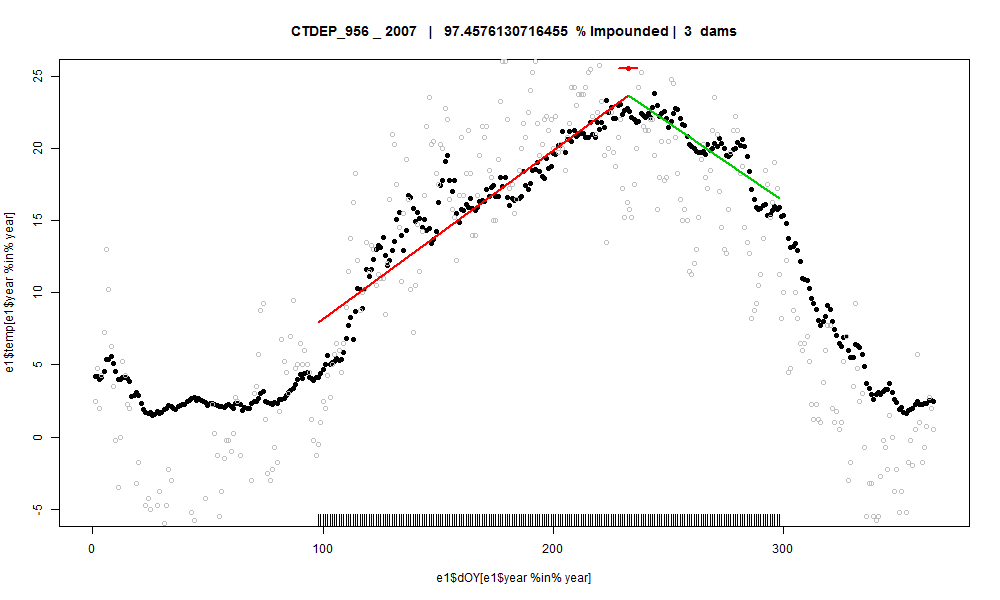 CTDEP_956 _ 2007 | 97.4576130716455 % Impounded | 3 dams
e1$temp[e1$year %in% year]
25
20
15
10
5
0
-5
0 100 200 300
e1$dOY[e1$year %in% year]